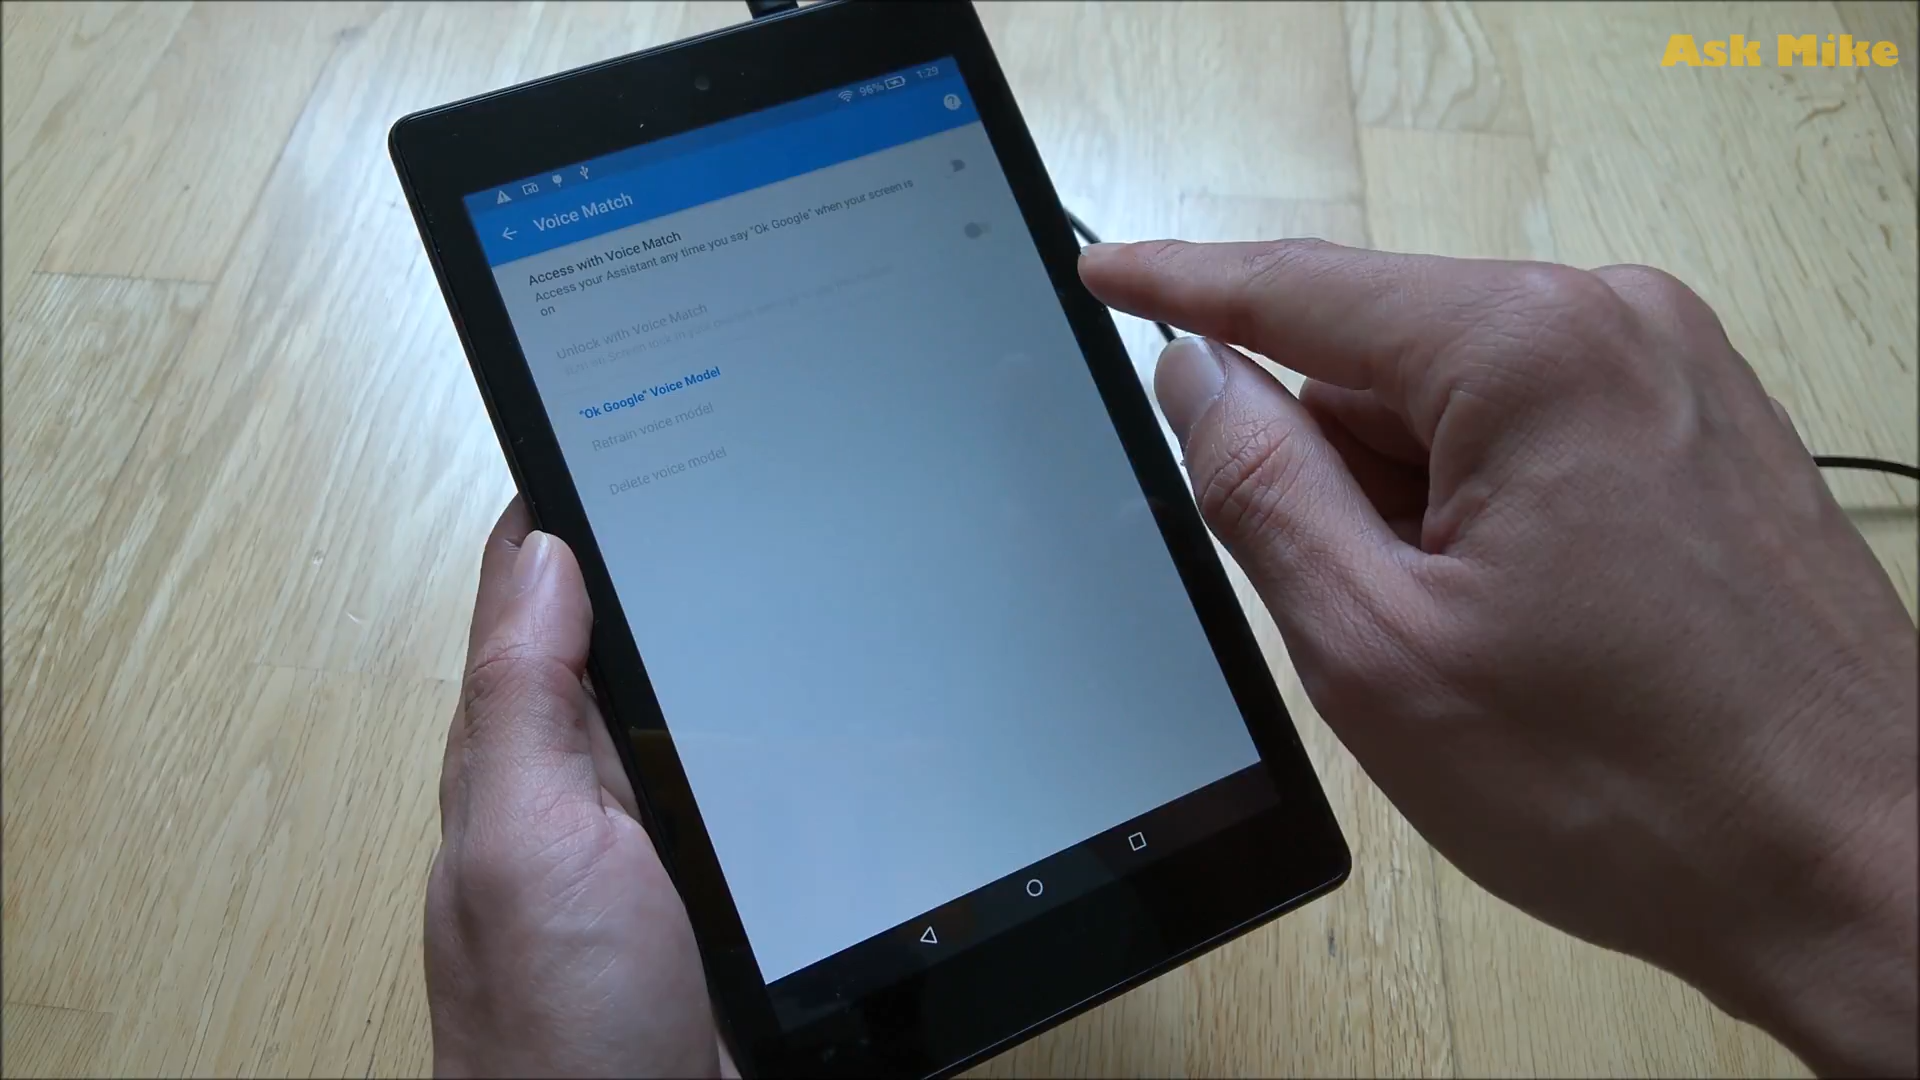 Ask Mike
96% 1:29
Voice Match
Access with Voice Match
Access your Assistant any time you say "Ok Google" when your screen is
on
Unlock with Voice Match
"Ok Google" Voice Model
Retrain voice model
Delete voice model